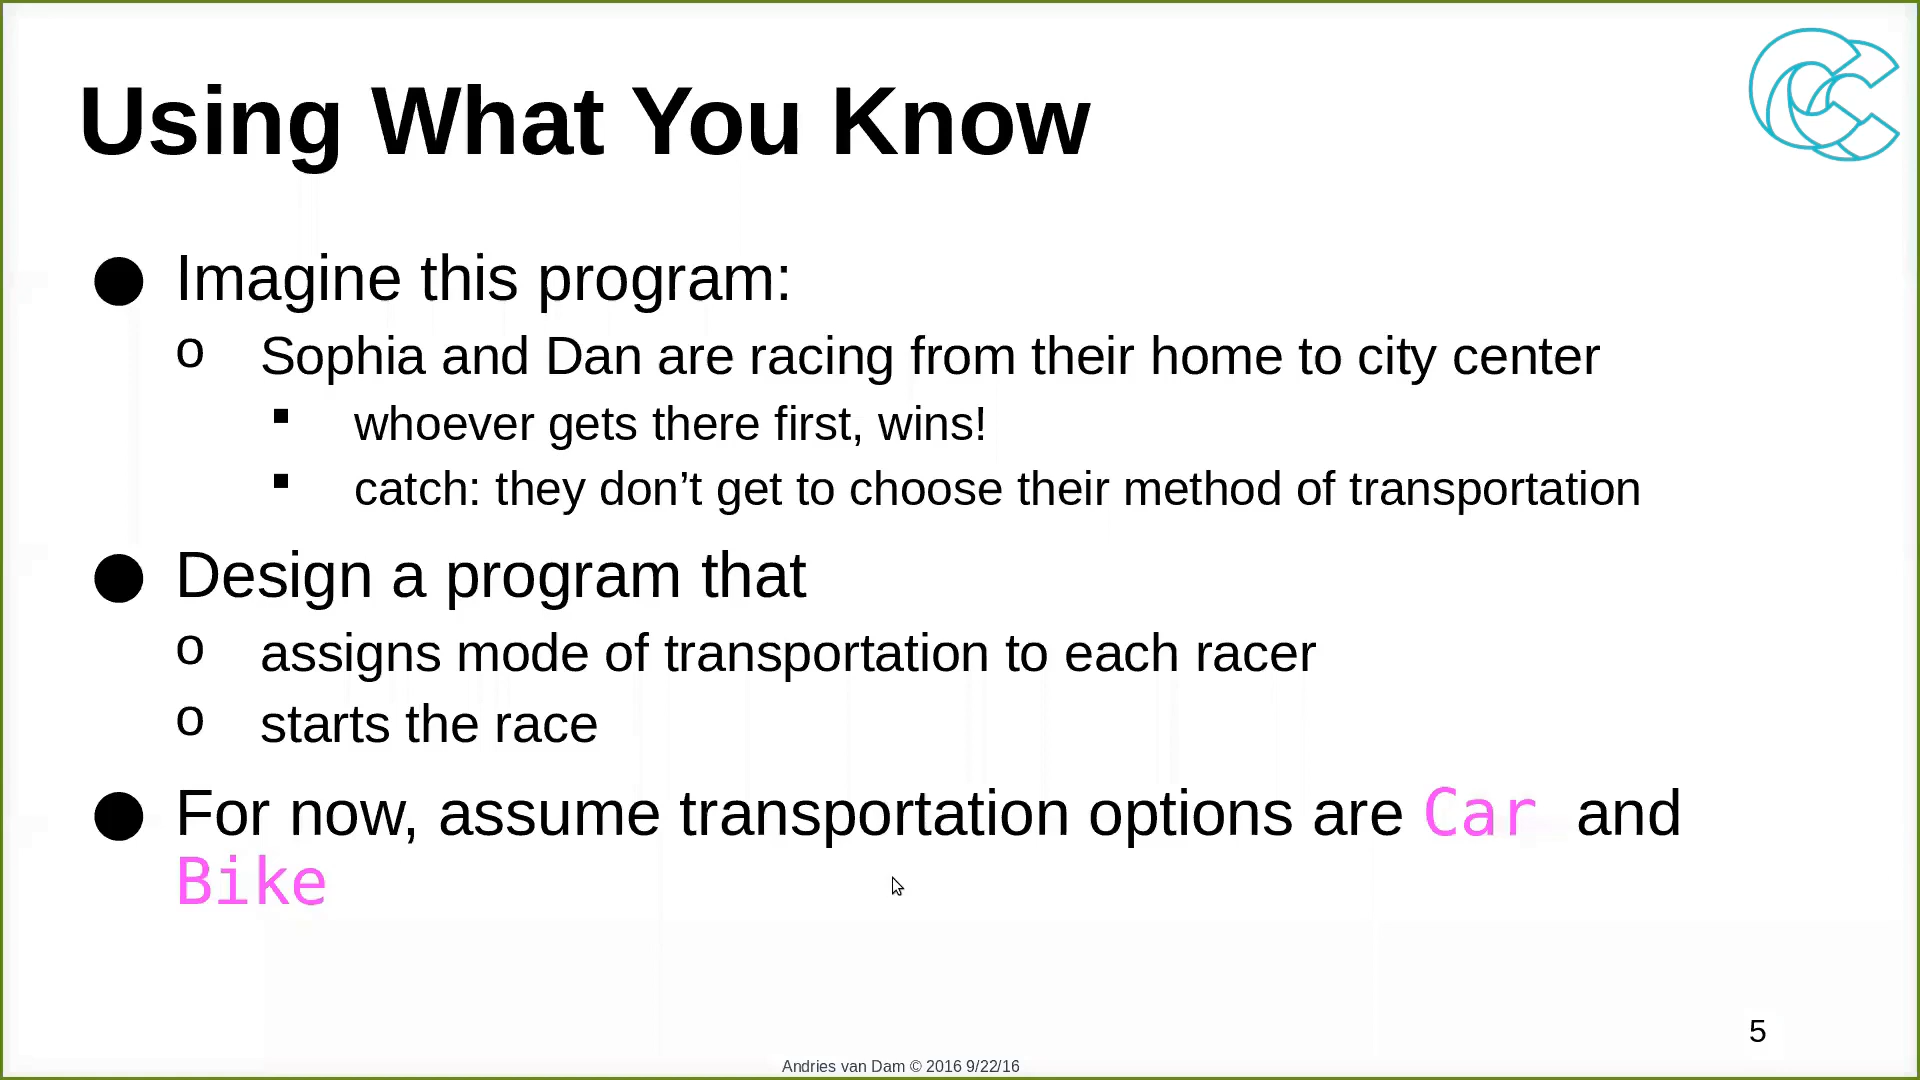 Using What You Know
● Imagine this program:
o Sophia and Dan are racing from their home to city center
▪ whoever gets there first, wins!
▪ catch: they don’t get to choose their method of transportation
● Design a program that
o assigns mode of transportation to each racer
o starts the race
● For now, assume transportation options are Car and
Bike
5
Andries van Dam © 2016 9/22/16